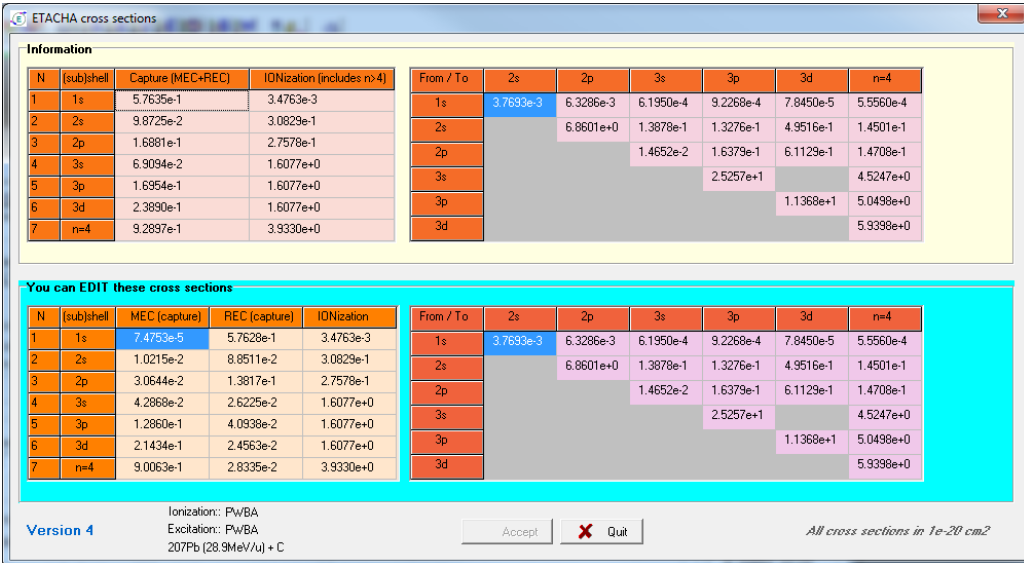 ETACHA cross sections
Information
N (sub)shell Capture (MEC+REC) IONization (includes n>4) From / To 2s 2p 3s 3p 3d n=4
1 1s 5.7635e-1 3.4763e-3 1s 3.7693e-3 6.3286e-3 6.1950e-4 9.2268e-4 7.8450e-5 5.5560e-4
2 2s 9.8725e-2 3.0829e-1 2s 6.8601e+0 1.3878e-1 1.3276e-1 4.9516e-1 1.4501e-1
3 2p 1.6881e-1 2.7578e-1 2p 1.4652e-2 1.6379e-1 6.1129e-1 1.4708e-1
4 3s 6.9094e-2 1.6077e+0 3s 2.5257e+1 4.5247e+0
5 3p 1.6954e-1 1.6077e+0 3p 1.1368e+1 5.0498e+0
6 3d 2.3890e-1 1.6077e+0 3d 5.9398e+0
7 n=4 9.2897e-1 3.9330e+0
You can EDIT these cross sections
N (sub)shell MEC (capture) REC (capture) IONization From / To 2s 2p 3s 3p 3d n=4
1 1s 7.4753e-5 5.7628e-1 3.4763e-3 1s 3.7693e-3 6.3286e-3 6.1950e-4 9.2268e-4 7.8450e-5 5.5560e-4
2 2s 1.0215e-2 8.8511e-2 3.0829e-1 2s 6.8601e+0 1.3878e-1 1.3276e-1 4.9516e-1 1.4501e-1
3 2p 3.0644e-2 1.3817e-1 2.7578e-1 2p 1.4652e-2 1.6379e-1 6.1129e-1 1.4708e-1
4 3s 4.2868e-2 2.6225e-2 1.6077e+0 3s 2.5257e+1 4.5247e+0
5 3p 1.2860e-1 4.0938e-2 1.6077e+0 3p 1.1368e+1 5.0498e+0
6 3d 2.1434e-1 2.4563e-2 1.6077e+0 3d 5.9398e+0
7 n=4 9.0063e-1 2.8335e-2 3.9330e+0
Version 4
Ionization:: PWBA
Excitation:: PWBA
207Pb (28.9MeV/u) + C
Accept
Quit
All cross sections in 1e-20 cm2